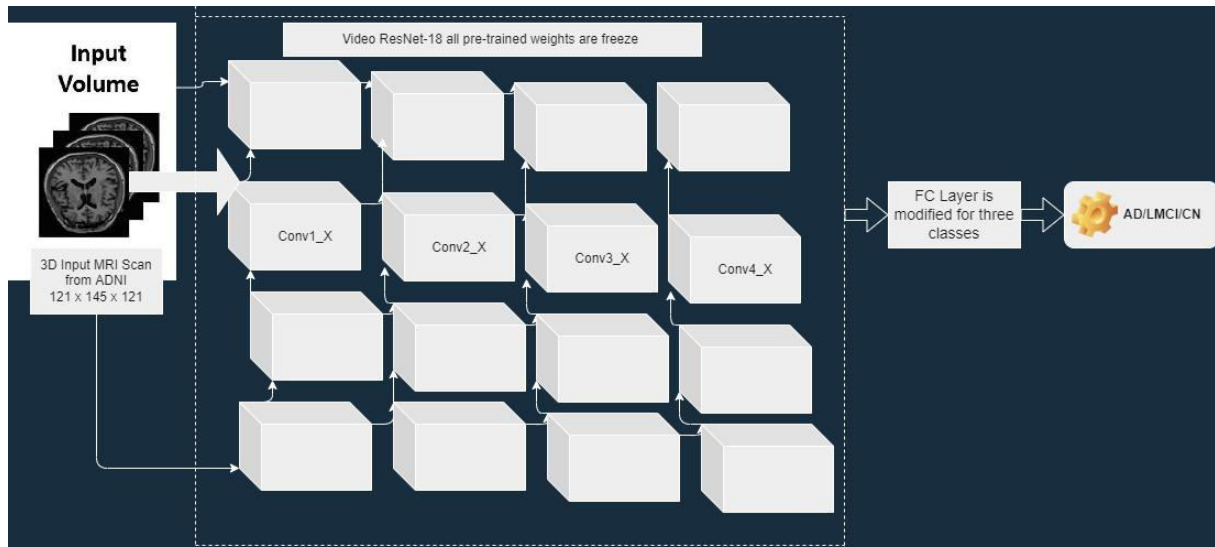 Input
Volume
3D Input MRI Scan
from ADNI
121 x 145 x 121
Video ResNet-18 all pre-trained weights are freeze
Conv1_X
Conv2_X
Conv3_X
Conv4_X
FC Layer is
modified for three
classes
AD/LMCI/CN